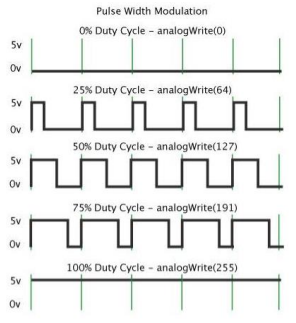 Pulse Width Modulation
0% Duty Cycle – analogWrite(0)
5v
0v
25% Duty Cycle – analogWrite(64)
5v
0v
50% Duty Cycle – analogWrite(127)
5v
0v
75% Duty Cycle – analogWrite(191)
5v
0v
100% Duty Cycle – analogWrite(255)
5v
0v